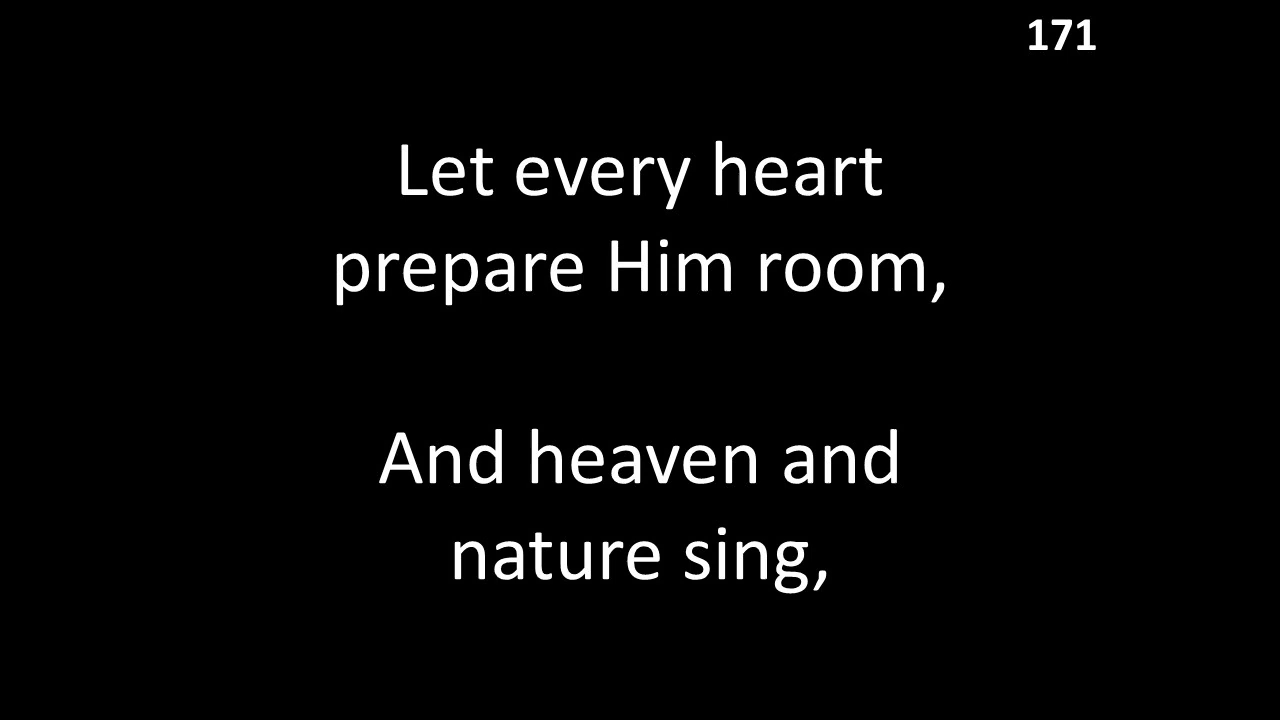 171
Let every heart
prepare Him room,
And heaven and
nature sing,